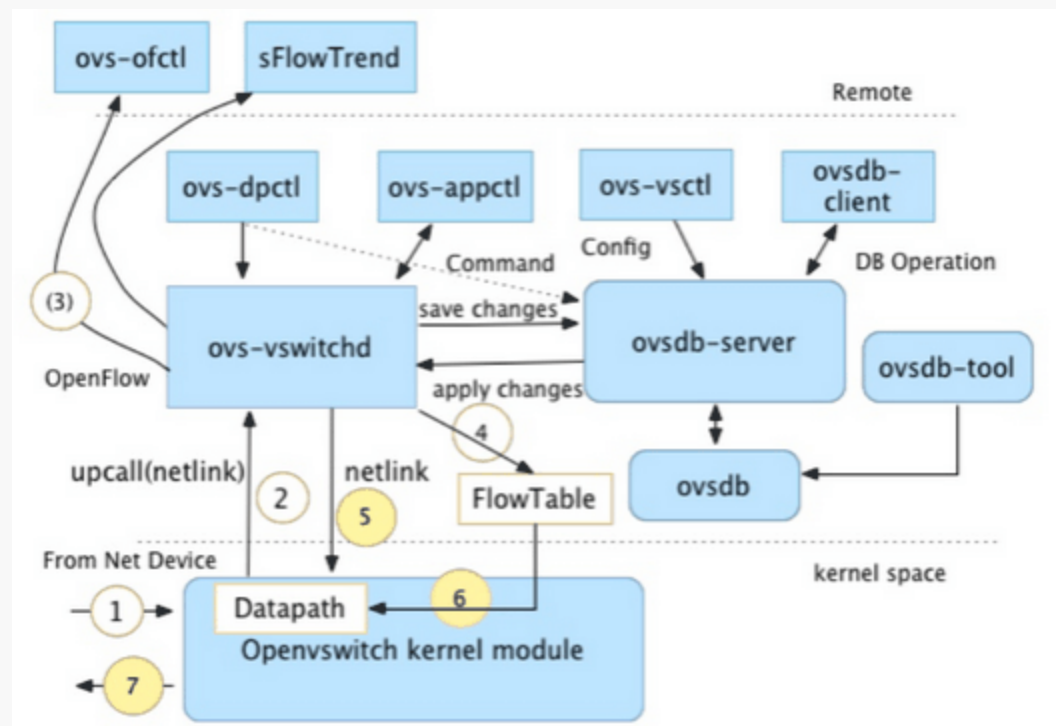 ovs-ofctl
sFlowTrend
Remote
ovs-dpctl
ovs-appctl
ovs-vsctl
ovsdb-
client
Command
Config
DB Operation
(3)
save changes
ovs-vswitchd
ovsdb-server
ovsdb-tool
OpenFlow
apply changes
4
upcall(netlink)
netlink
2
5
FlowTable
ovsdb
From Net Device
kernel space
1
Datapath
6
Openvswitch kernel module
7